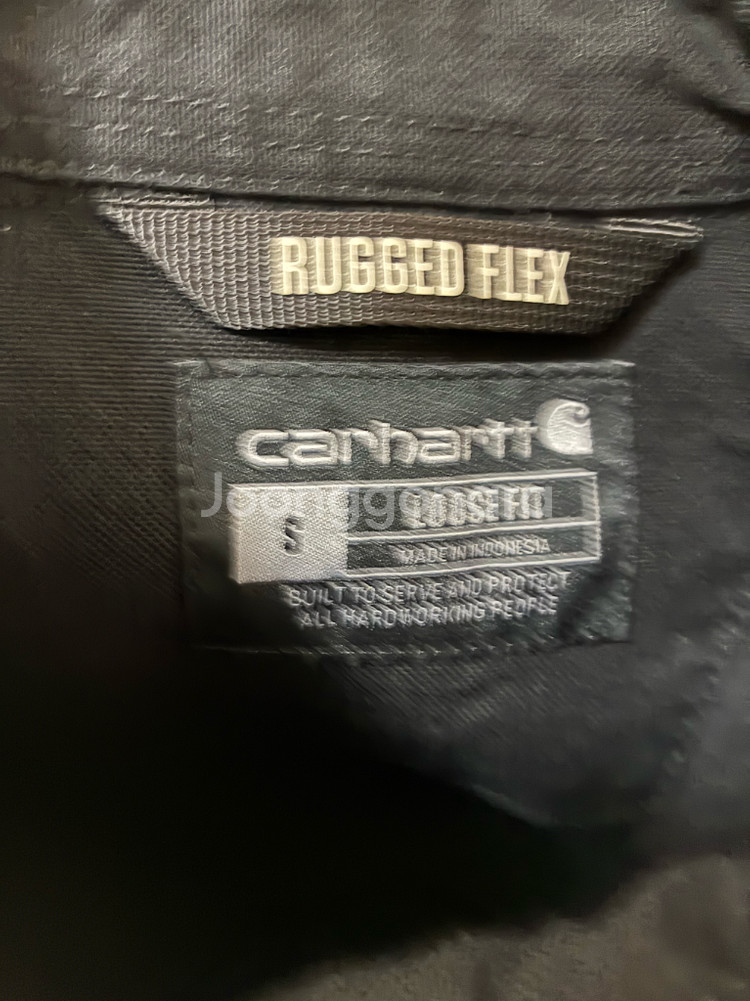 RUGGED FLEX
carhartt
S
LOOSE FIT
MADE IN INDONESIA
BUILT TO SERVE AND PROTECT
ALL HARDWORKING PEOPLE